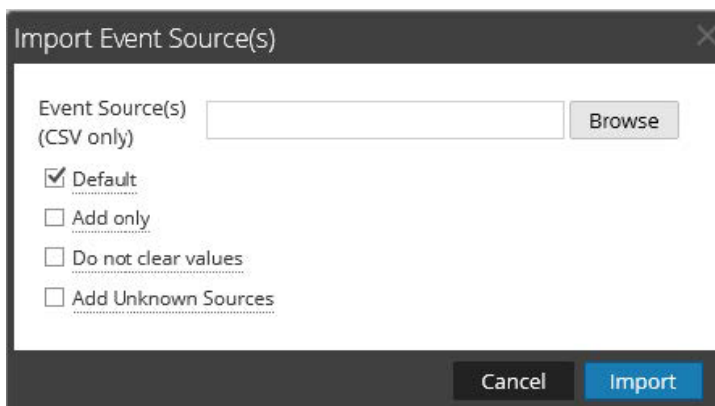 Import Event Source(s)
Event Source(s)
(CSV only)
Browse
Default
Add only
Do not clear values
Add Unknown Sources
Cancel
Import